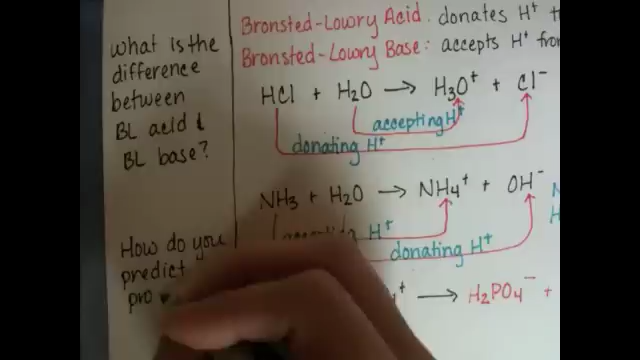 What is the
difference
between
BL acid &
BL base?
How do you
predict
pro
Bronsted-Lowry Acid. donates H⁺
Bronsted-Lowry Base: accepts H⁺ from
HCl + H₂O → H₃O⁺ + Cl⁻
accepting H⁺
donating H⁺
NH₃ + H₂O → NH₄⁺ + OH⁻
H⁺
donating H⁺
→ H₂PO₄⁻ +